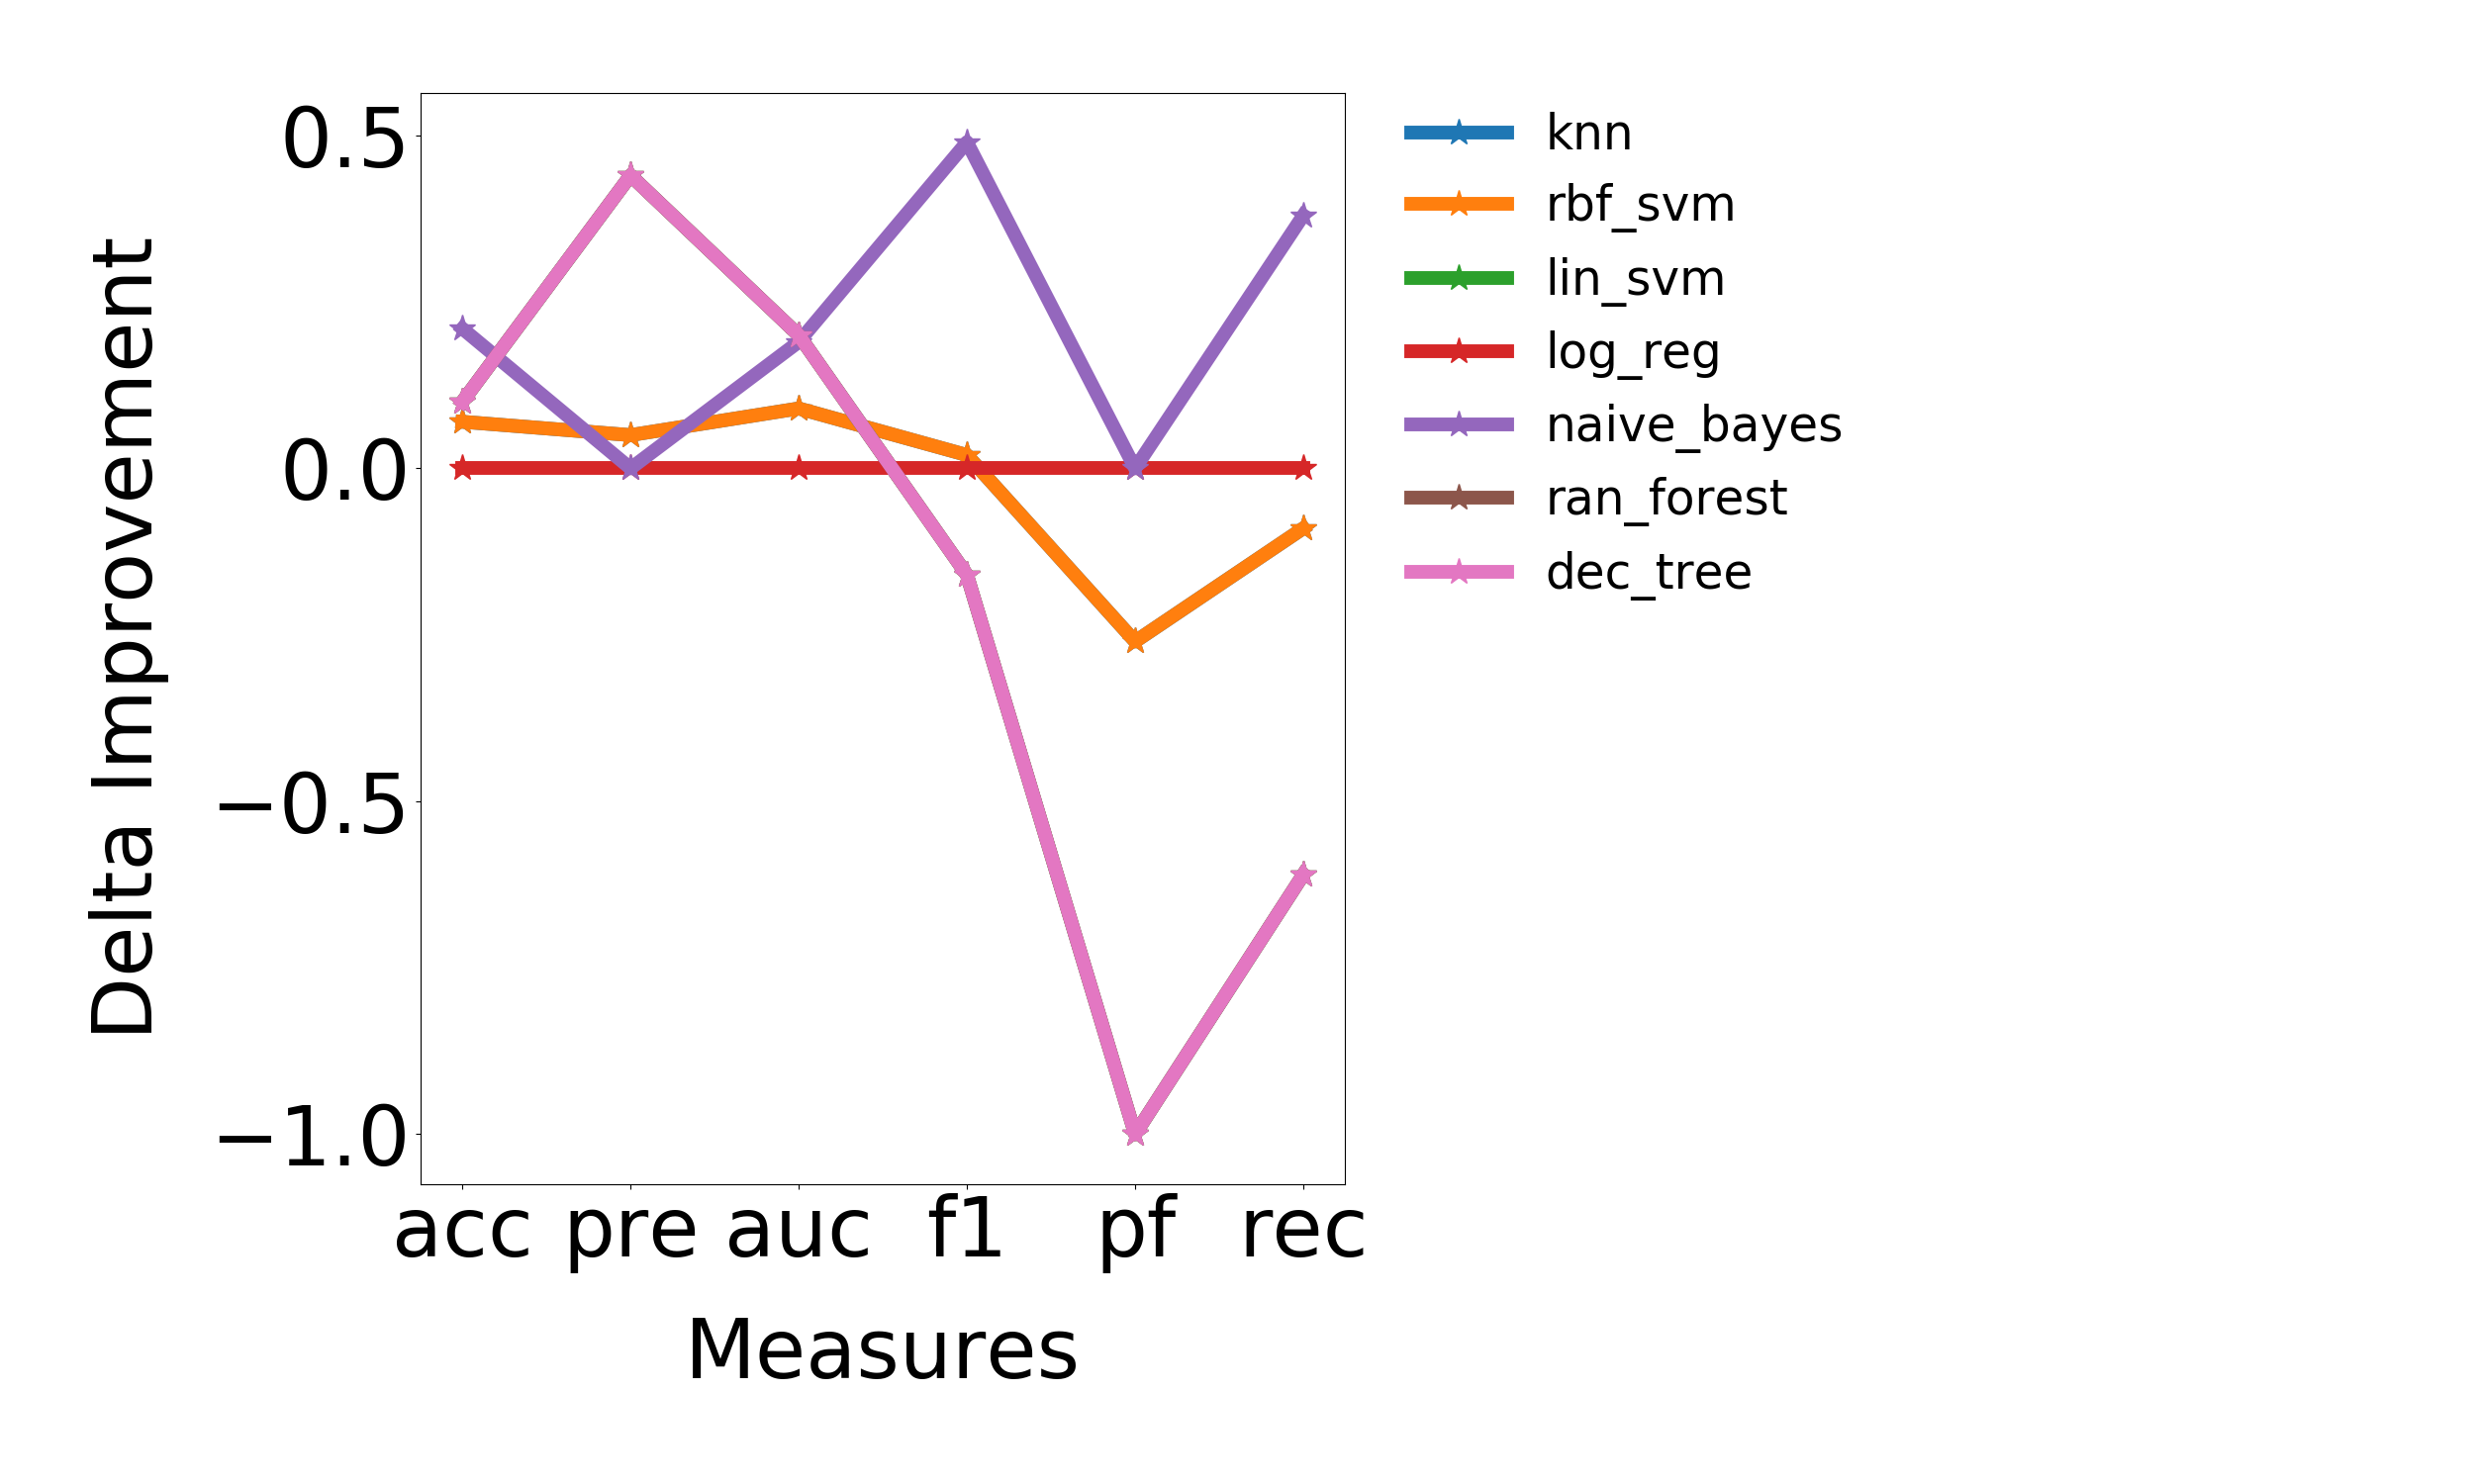 Delta Improvement
0.5
0.0
−0.5
−1.0
acc pre auc f1 pf rec
Measures
knn
rbf_svm
lin_svm
log_reg
naive_bayes
ran_forest
dec_tree